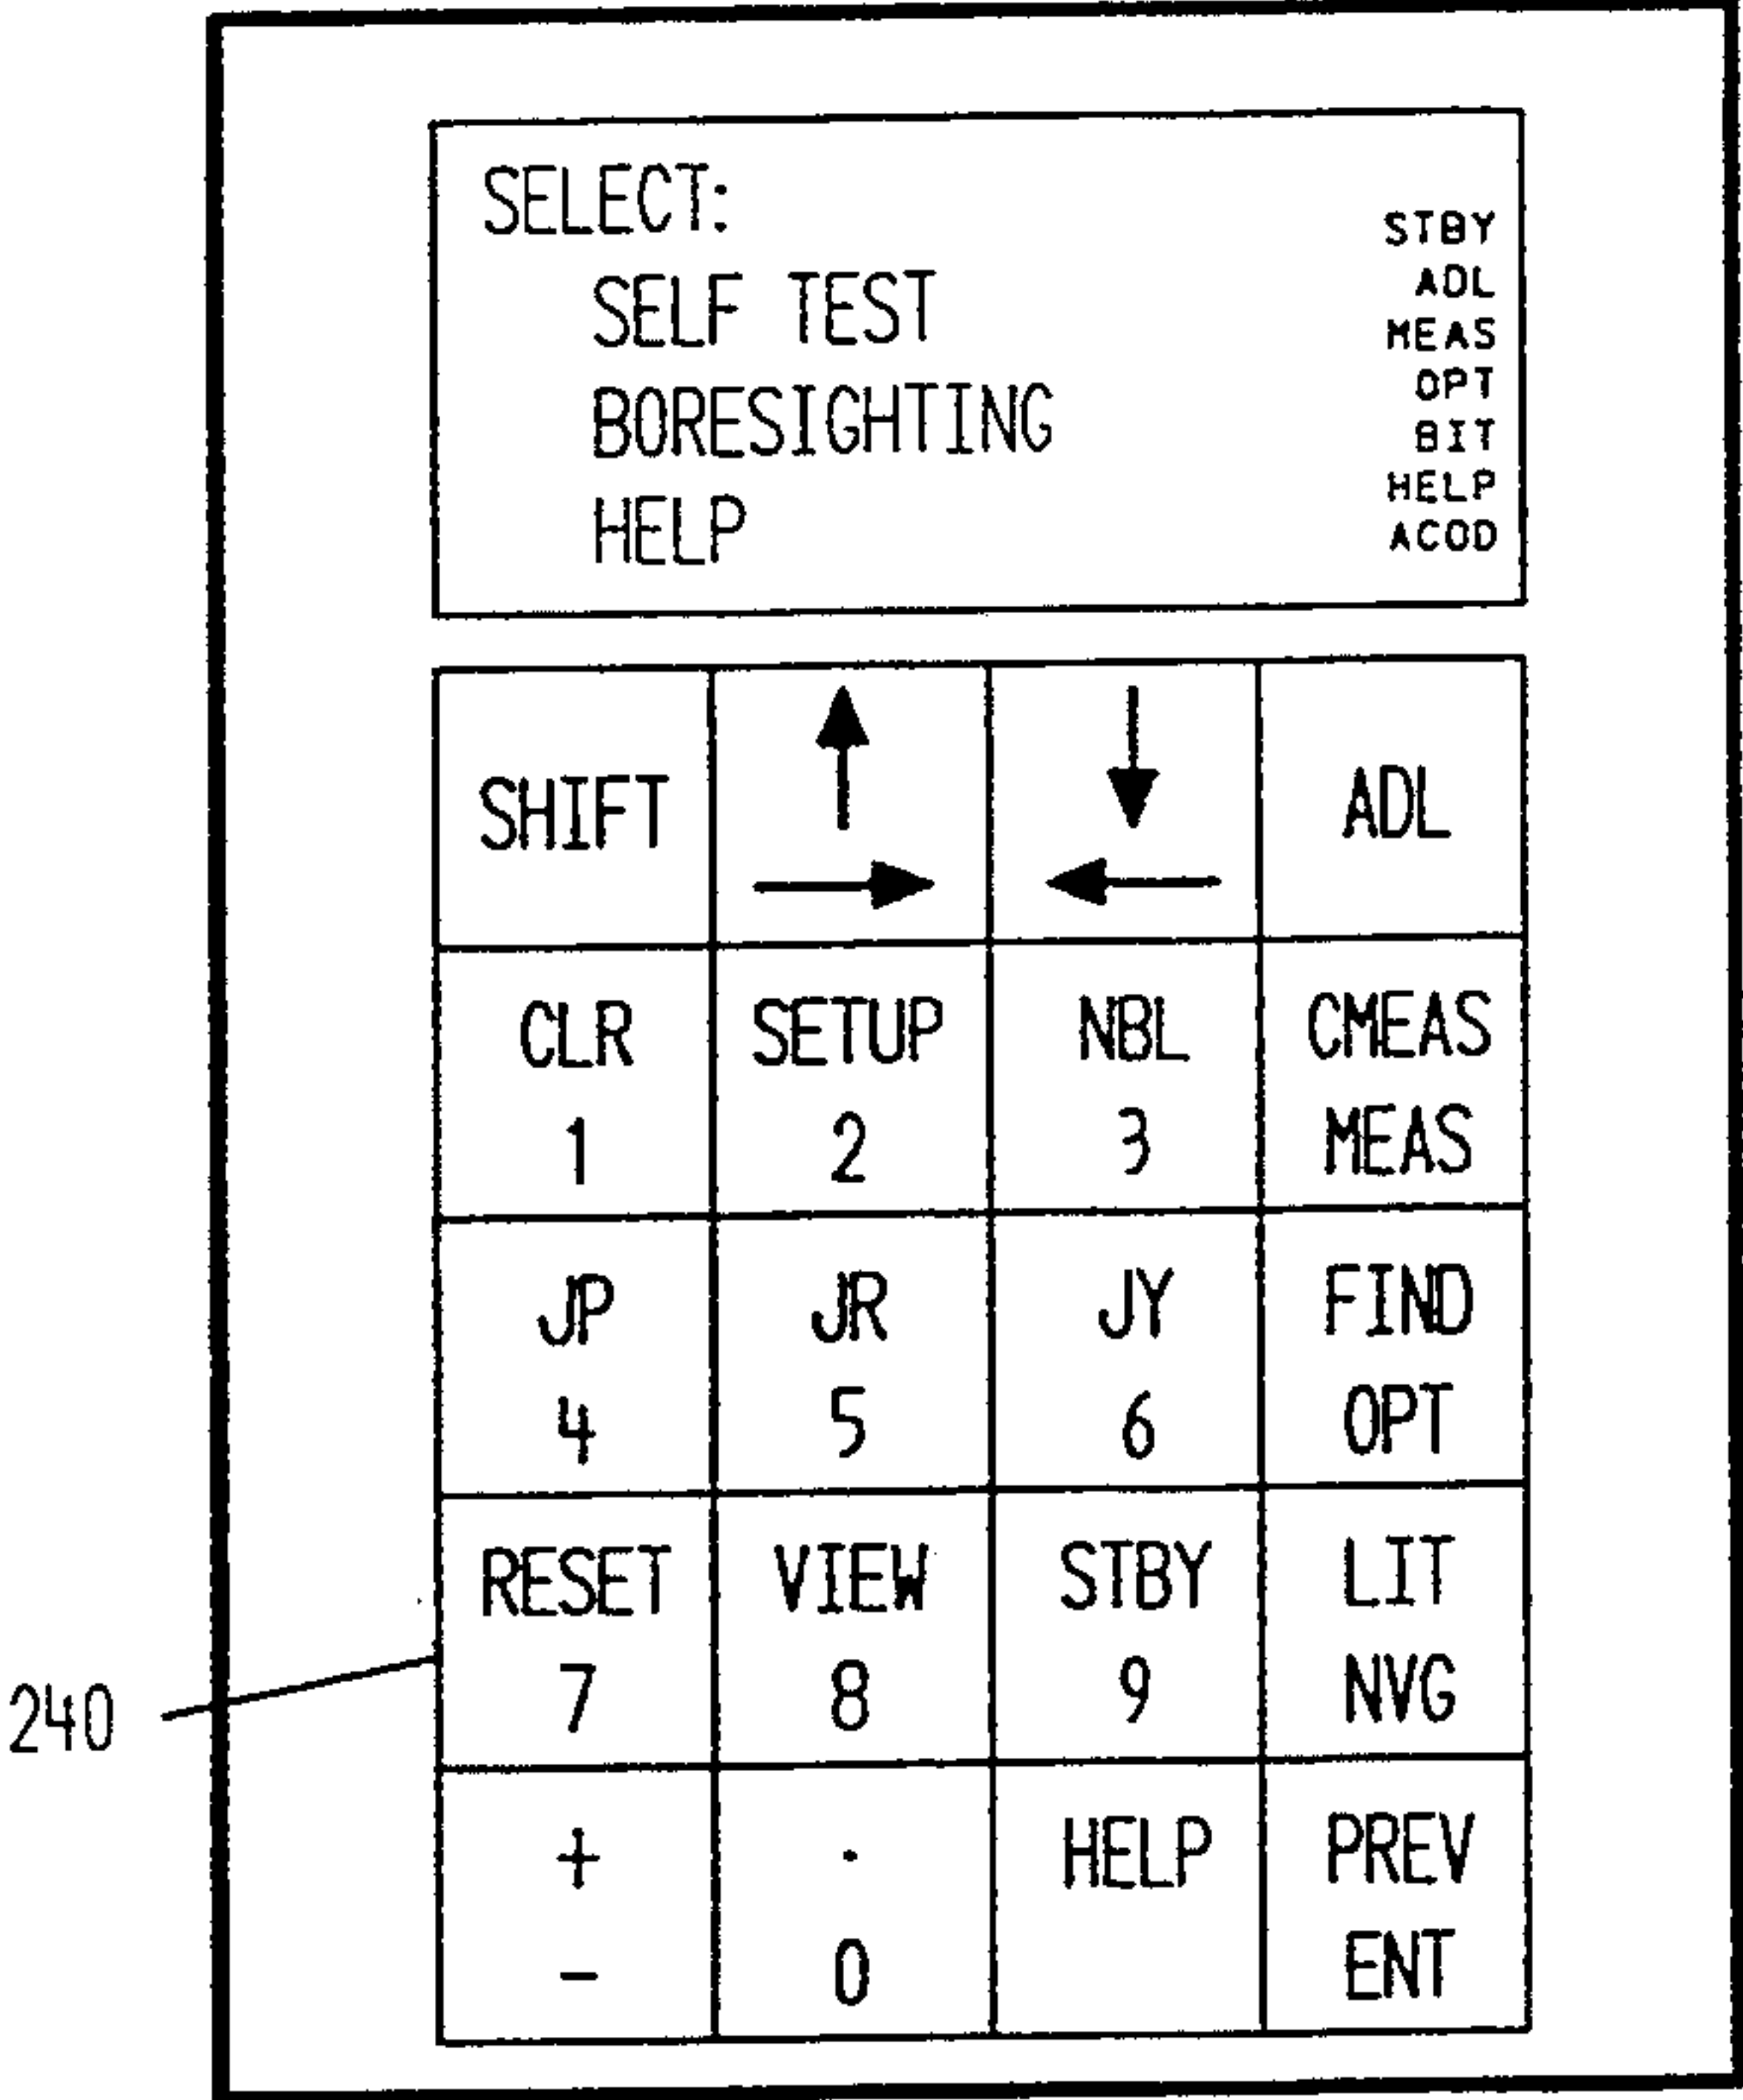 SELECT:
STBY
SELF TEST
ADL
MEAS
BORESIGHTING
OPT
BIT
HELP
HELP
ACOD
SHIFT
ADL
CLR SETUP NBL CMEAS
1 2 3 MEAS
JP JR JY FIND
4 5 6 OPT
RESET VIEW STBY LIT
7 8 9 NVG
+ · HELP PREV
- 0 ENT
240